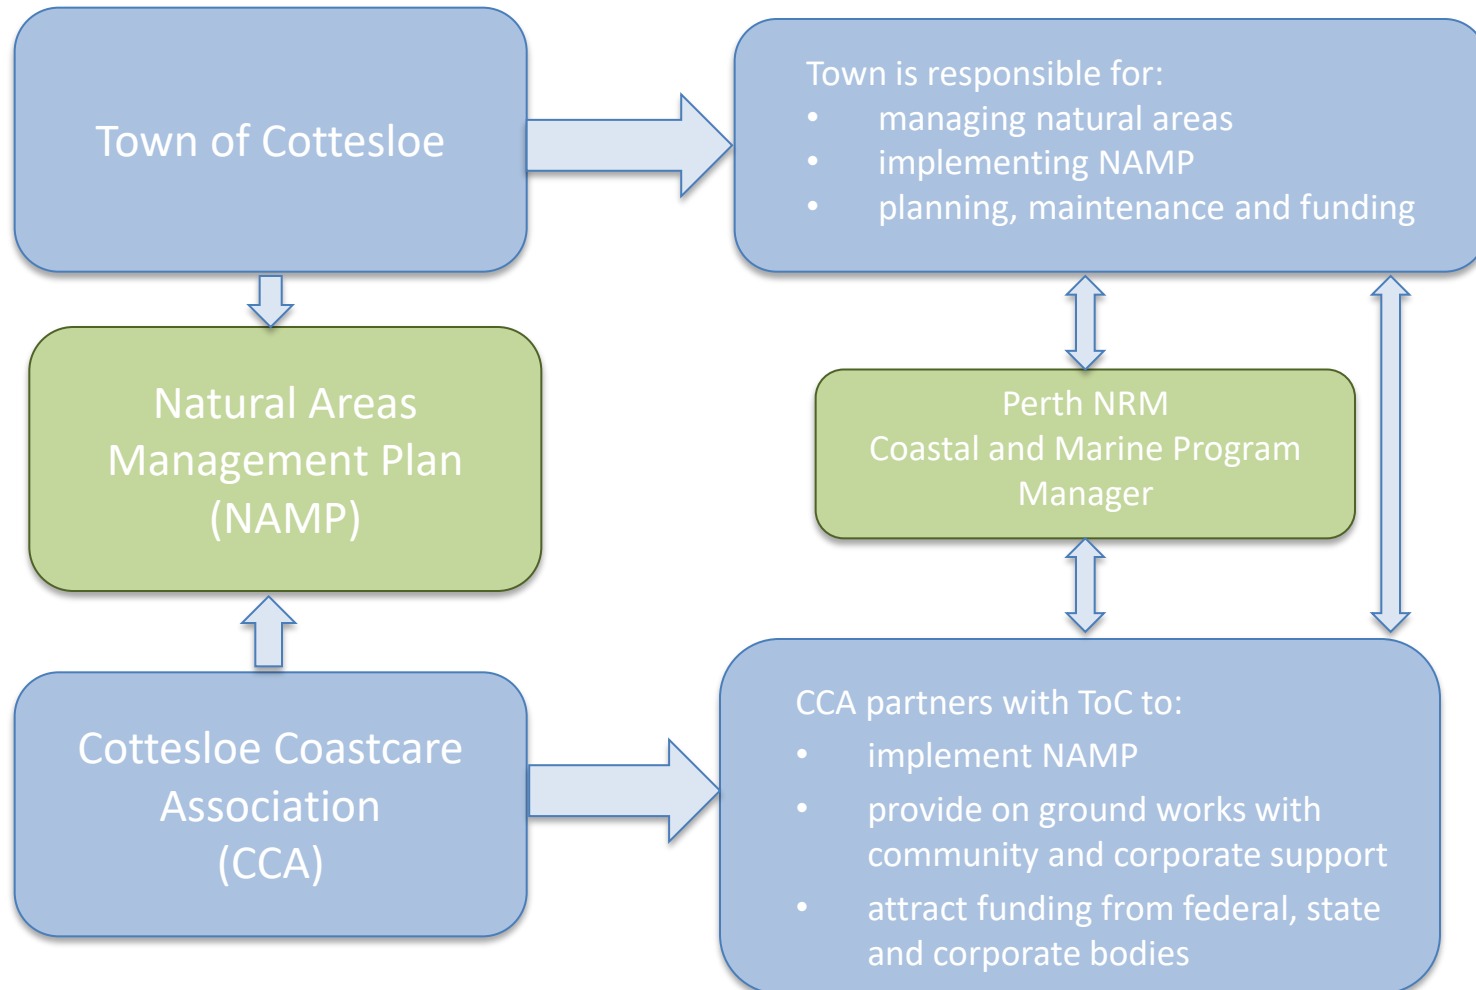 Town of Cottesloe
Town is responsible for:
• managing natural areas
• implementing NAMP
• planning, maintenance and funding
Natural Areas
Management Plan
(NAMP)
Perth NRM
Coastal and Marine Program
Manager
Cottesloe Coastcare
Association
(CCA)
CCA partners with ToC to:
• implement NAMP
• provide on ground works with
community and corporate support
• attract funding from federal, state
and corporate bodies